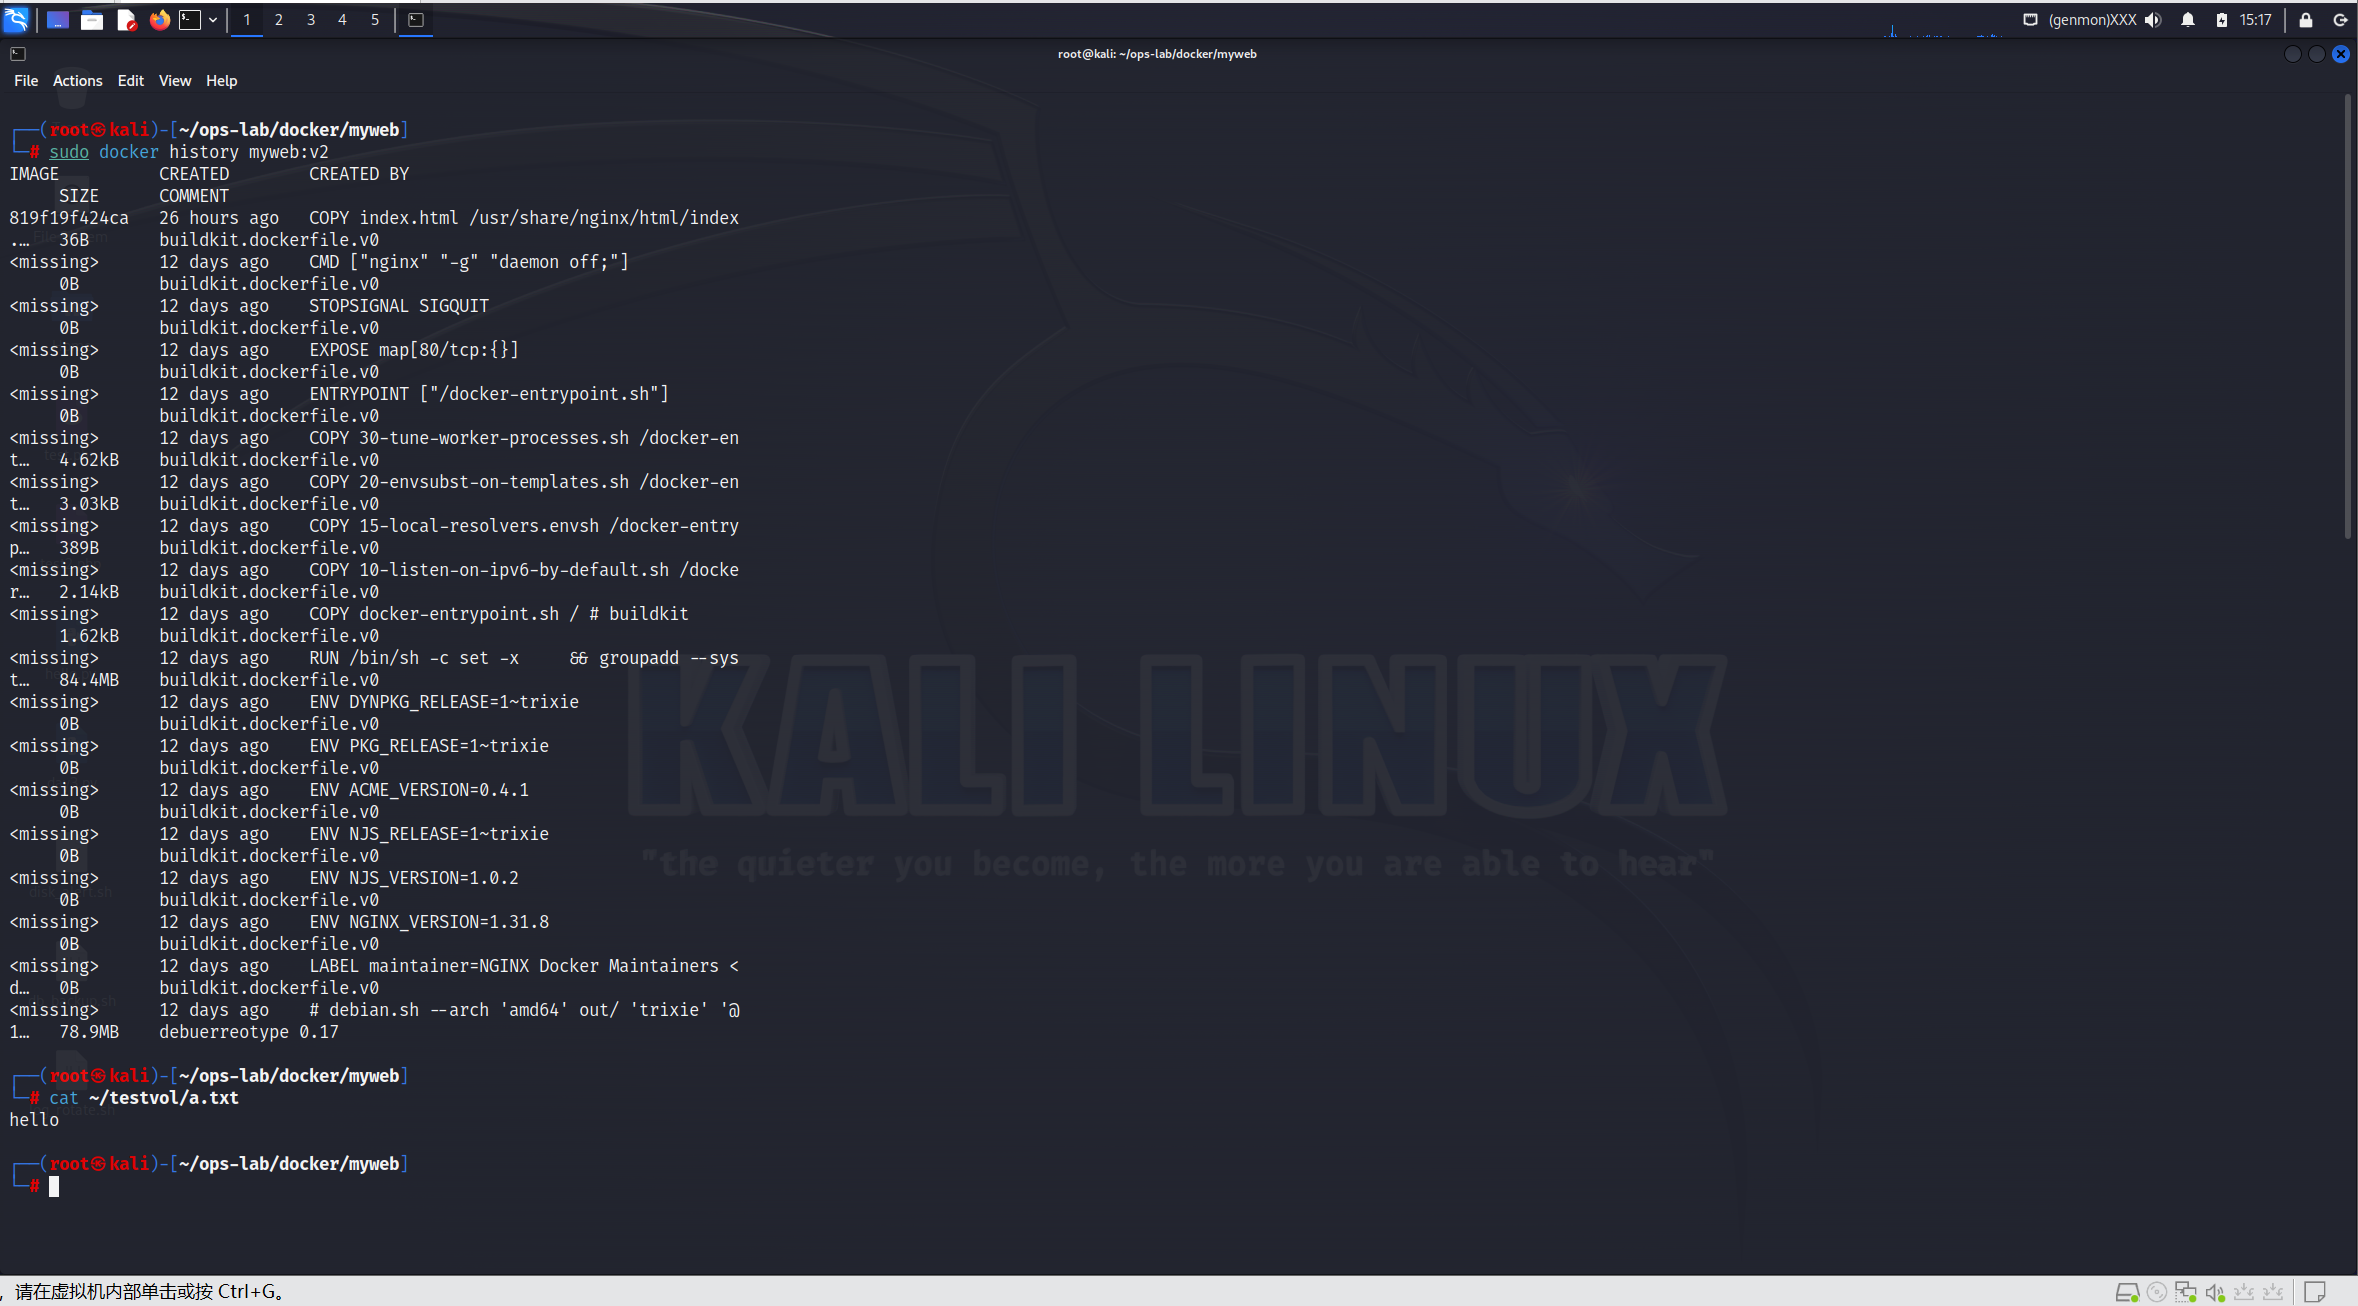 1 2 3 4 5 (genmon)XXX 15:17
root@kali: ~/ops-lab/docker/myweb
File Actions Edit View Help
┌──(root㉿kali)-[~/ops-lab/docker/myweb]
└─# sudo docker history myweb:v2
IMAGE          CREATED        CREATED BY
     SIZE      COMMENT
819f19f424ca   26 hours ago   COPY index.html /usr/share/nginx/html/index
.…   36B       buildkit.dockerfile.v0
<missing>      12 days ago    CMD ["nginx" "-g" "daemon off;"]
     0B        buildkit.dockerfile.v0
<missing>      12 days ago    STOPSIGNAL SIGQUIT
     0B        buildkit.dockerfile.v0
<missing>      12 days ago    EXPOSE map[80/tcp:{}]
     0B        buildkit.dockerfile.v0
<missing>      12 days ago    ENTRYPOINT ["/docker-entrypoint.sh"]
     0B        buildkit.dockerfile.v0
<missing>      12 days ago    COPY 30-tune-worker-processes.sh /docker-en
t…   4.62kB    buildkit.dockerfile.v0
<missing>      12 days ago    COPY 20-envsubst-on-templates.sh /docker-en
t…   3.03kB    buildkit.dockerfile.v0
<missing>      12 days ago    COPY 15-local-resolvers.envsh /docker-entry
p…   389B      buildkit.dockerfile.v0
<missing>      12 days ago    COPY 10-listen-on-ipv6-by-default.sh /docke
r…   2.14kB    buildkit.dockerfile.v0
<missing>      12 days ago    COPY docker-entrypoint.sh / # buildkit
     1.62kB    buildkit.dockerfile.v0
<missing>      12 days ago    RUN /bin/sh -c set -x     && groupadd --sys
t…   84.4MB    buildkit.dockerfile.v0
<missing>      12 days ago    ENV DYNPKG_RELEASE=1~trixie
     0B        buildkit.dockerfile.v0
<missing>      12 days ago    ENV PKG_RELEASE=1~trixie
     0B        buildkit.dockerfile.v0
<missing>      12 days ago    ENV ACME_VERSION=0.4.1
     0B        buildkit.dockerfile.v0
<missing>      12 days ago    ENV NJS_RELEASE=1~trixie
     0B        buildkit.dockerfile.v0
<missing>      12 days ago    ENV NJS_VERSION=1.0.2
     0B        buildkit.dockerfile.v0
<missing>      12 days ago    ENV NGINX_VERSION=1.31.8
     0B        buildkit.dockerfile.v0
<missing>      12 days ago    LABEL maintainer=NGINX Docker Maintainers <
d…   0B        buildkit.dockerfile.v0
<missing>      12 days ago    # debian.sh --arch 'amd64' out/ 'trixie' '@
1…   78.9MB    debuerreotype 0.17
┌──(root㉿kali)-[~/ops-lab/docker/myweb]
└─# cat ~/testvol/a.txt
hello
┌──(root㉿kali)-[~/ops-lab/docker/myweb]
└─#
KALI LINUX
"the quieter you become, the more you are able to hear"
，请在虚拟机内部单击或按 Ctrl+G。